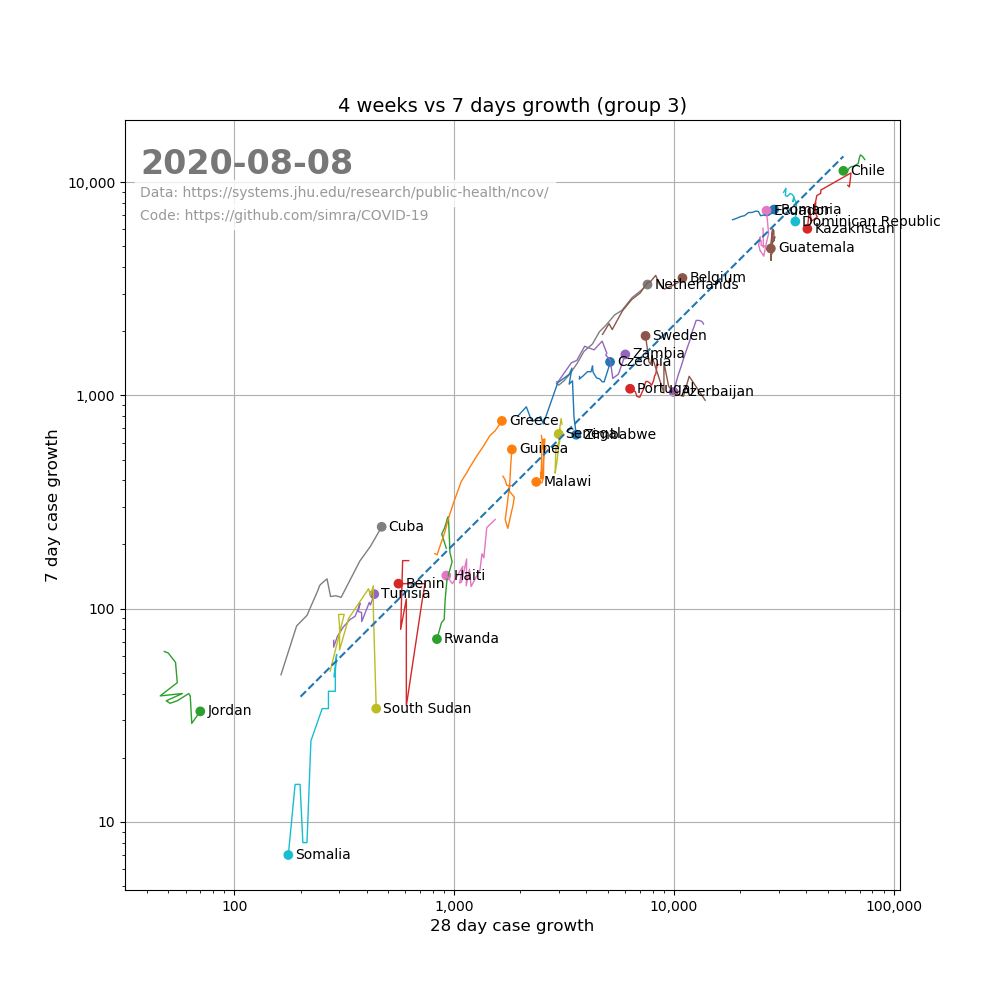 4 weeks vs 7 days growth (group 3)
2020-08-08
Data: https://systems.jhu.edu/research/public-health/ncov/
Code: https://github.com/simra/COVID-19
10,000
1,000
100
10
7 day case growth
Chile
Romania
Ecuador
Dominican Republic
Kazakhstan
Guatemala
Belgium
Netherlands
Sweden
Zambia
Czechia
Portugal
Azerbaijan
Greece
Senegal
Zimbabwe
Guinea
Malawi
Cuba
Haiti
Benin
Tunisia
Rwanda
South Sudan
Jordan
Somalia
100
1,000
10,000
100,000
28 day case growth